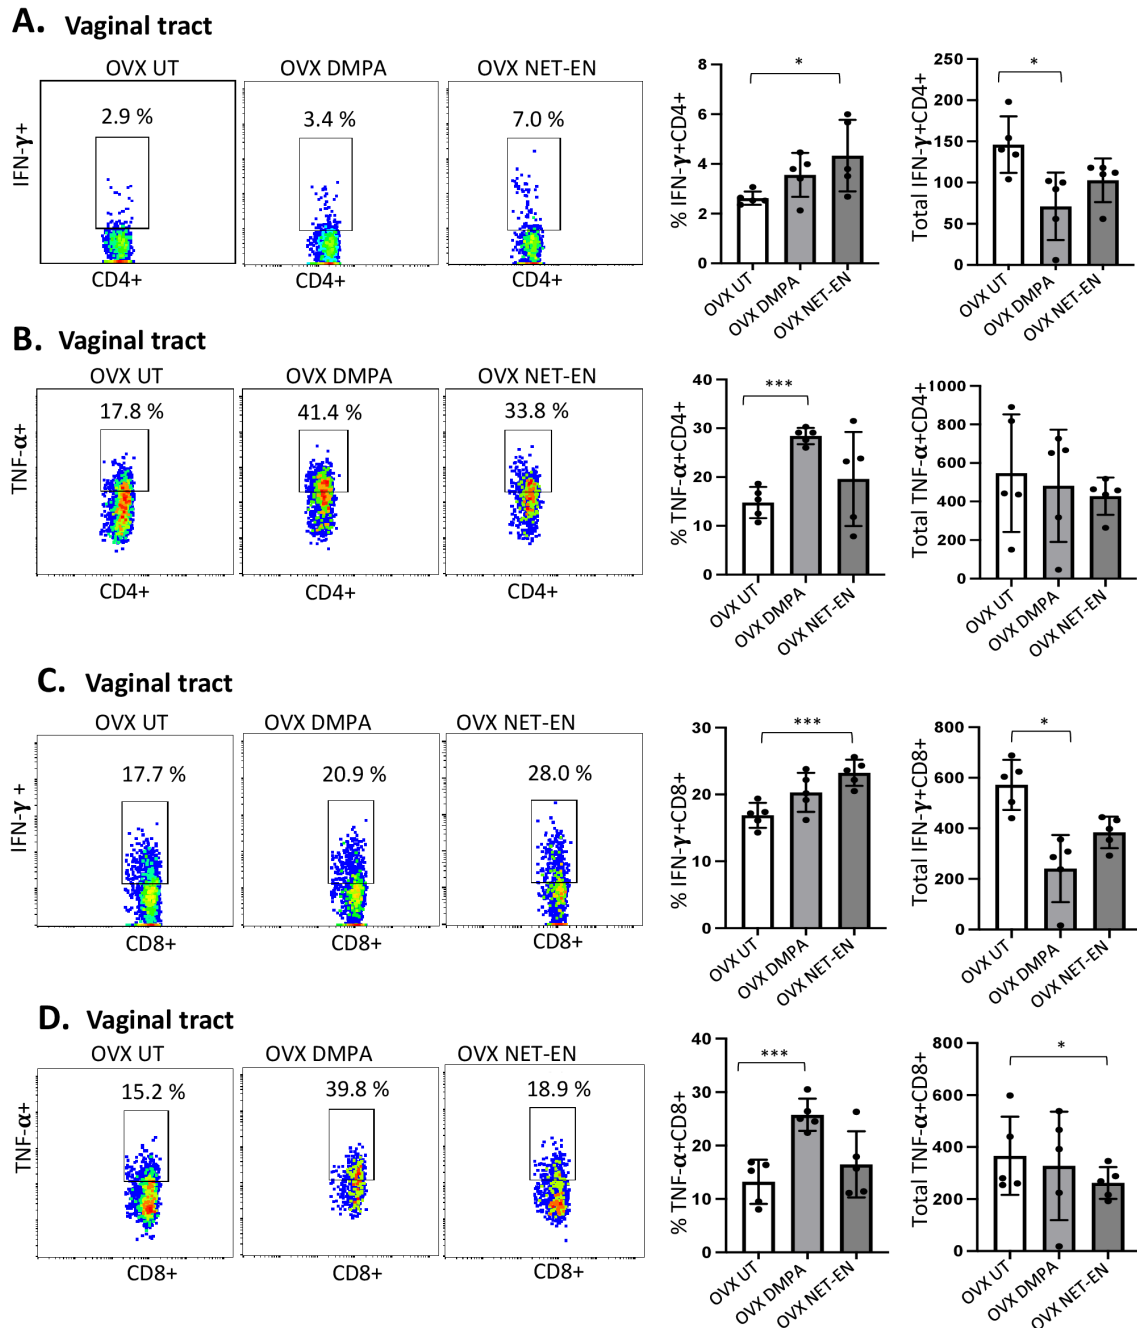 A. Vaginal tract
OVX UT OVX DMPA OVX NET-EN
2.9 % 3.4 % 7.0 %
IFN-γ+
CD4+ CD4+ CD4+
% IFN-γ+CD4+
8
6
4
2
0
OVX UT OVX DMPA OVX NET-EN
*
Total IFN-γ+CD4+
250
200
150
100
50
0
OVX UT OVX DMPA OVX NET-EN
*
B. Vaginal tract
OVX UT OVX DMPA OVX NET-EN
17.8 % 41.4 % 33.8 %
TNF-α+
CD4+ CD4+ CD4+
% TNF-α+CD4+
40
30
20
10
0
OVX UT OVX DMPA OVX NET-EN
***
Total TNF-α+CD4+
1000
800
600
400
200
0
OVX UT OVX DMPA OVX NET-EN
C. Vaginal tract
OVX UT OVX DMPA OVX NET-EN
17.7 % 20.9 % 28.0 %
IFN-γ +
CD8+ CD8+ CD8+
% IFN-γ+CD8+
30
20
10
0
OVX UT OVX DMPA OVX NET-EN
***
Total IFN-γ+CD8+
800
600
400
200
0
OVX UT OVX DMPA OVX NET-EN
*
D. Vaginal tract
OVX UT OVX DMPA OVX NET-EN
15.2 % 39.8 % 18.9 %
TNF-α+
CD8+ CD8+ CD8+
% TNF-α+CD8+
40
30
20
10
0
OVX UT OVX DMPA OVX NET-EN
***
Total TNF-α+CD8+
800
600
400
200
0
OVX UT OVX DMPA OVX NET-EN
*